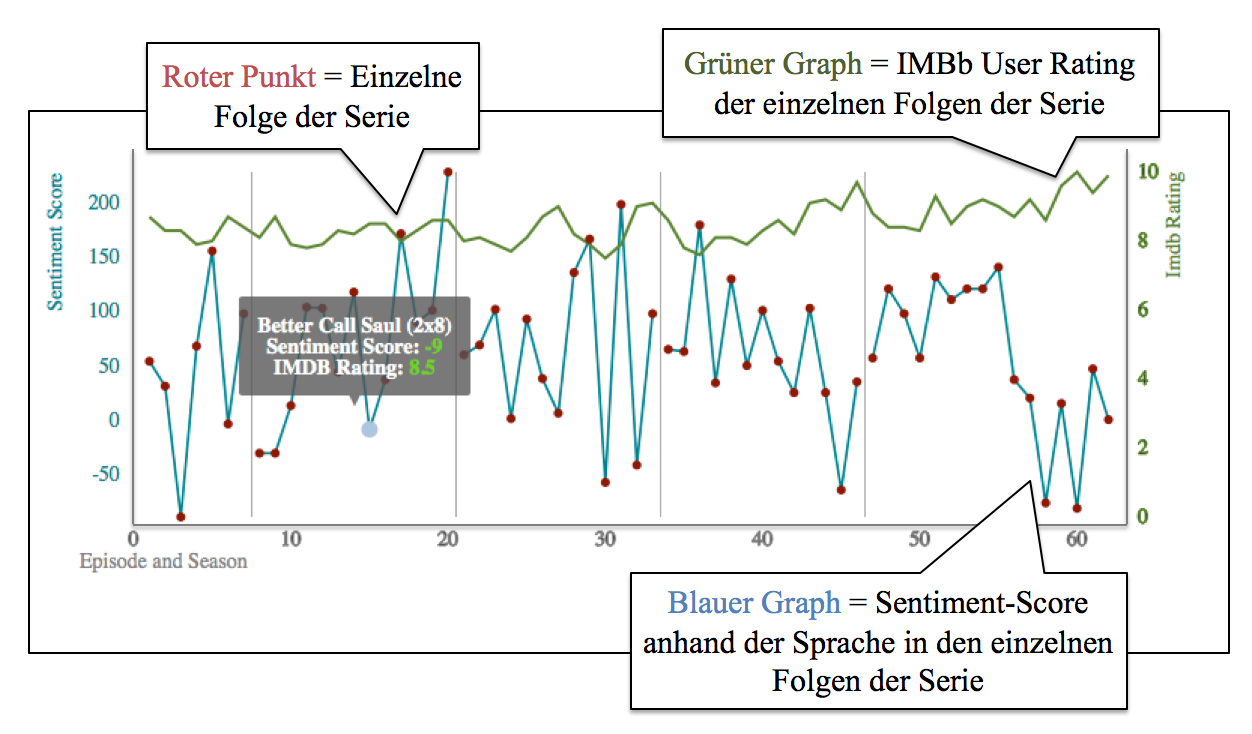 Roter Punkt = Einzelne
Folge der Serie
Grüner Graph = IMBb User Rating
der einzelnen Folgen der Serie
Sentiment Score
200
150
100
50
0
-50
Better Call Saul (2x8)
Sentiment Score: -9
IMDB Rating: 8.5
10
8
6
4
2
0
Imdb Rating
0 10 20 30 40 50 60
Episode and Season
Blauer Graph = Sentiment-Score
anhand der Sprache in den einzelnen
Folgen der Serie